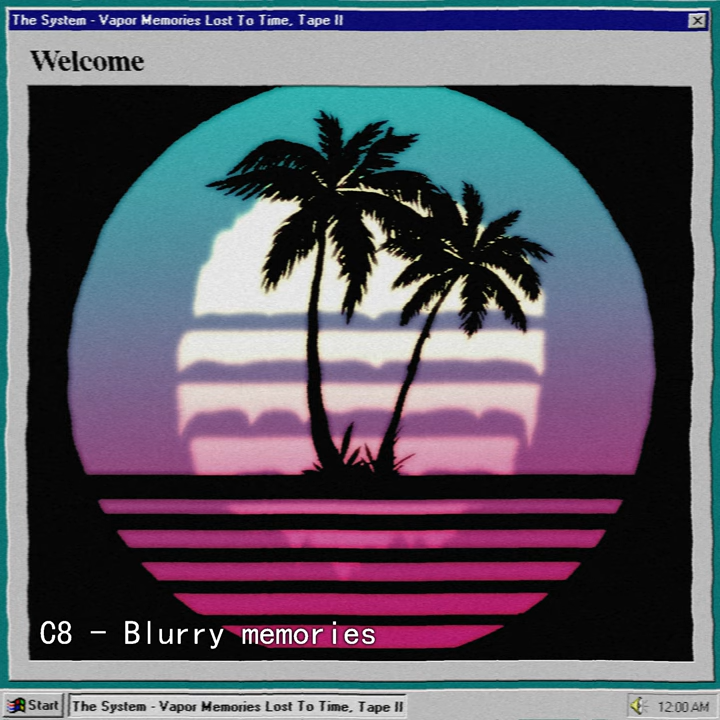 The System - Vapor Memories Lost To Time, Tape II
Welcome
C8 - Blurry memories
Start
The System - Vapor Memories Lost To Time, Tape II
12:00 AM